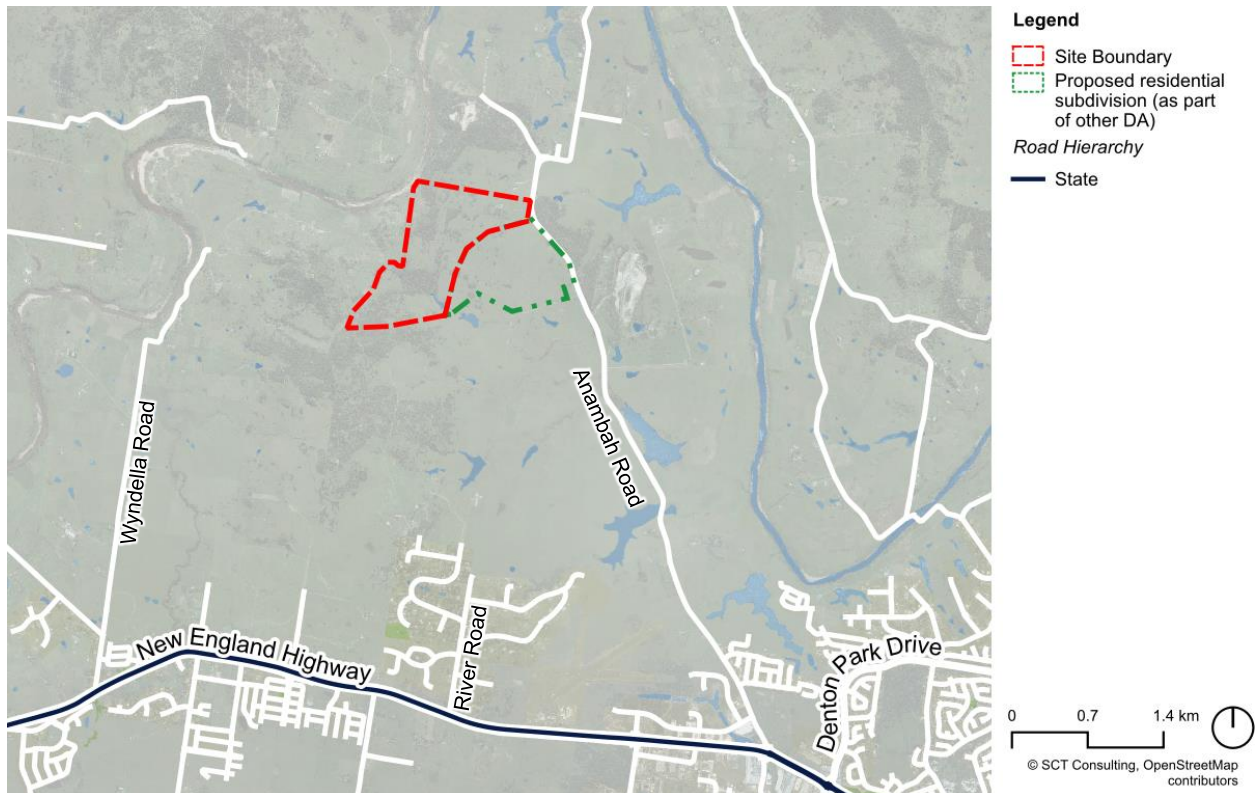 Legend
Site Boundary
Proposed residential
subdivision (as part
of other DA)
Road Hierarchy
State
Wyndella Road
New England Highway
River Road
Anambah Road
Denton Park Drive
0 0.7 1.4 km
© SCT Consulting, OpenStreetMap
contributors